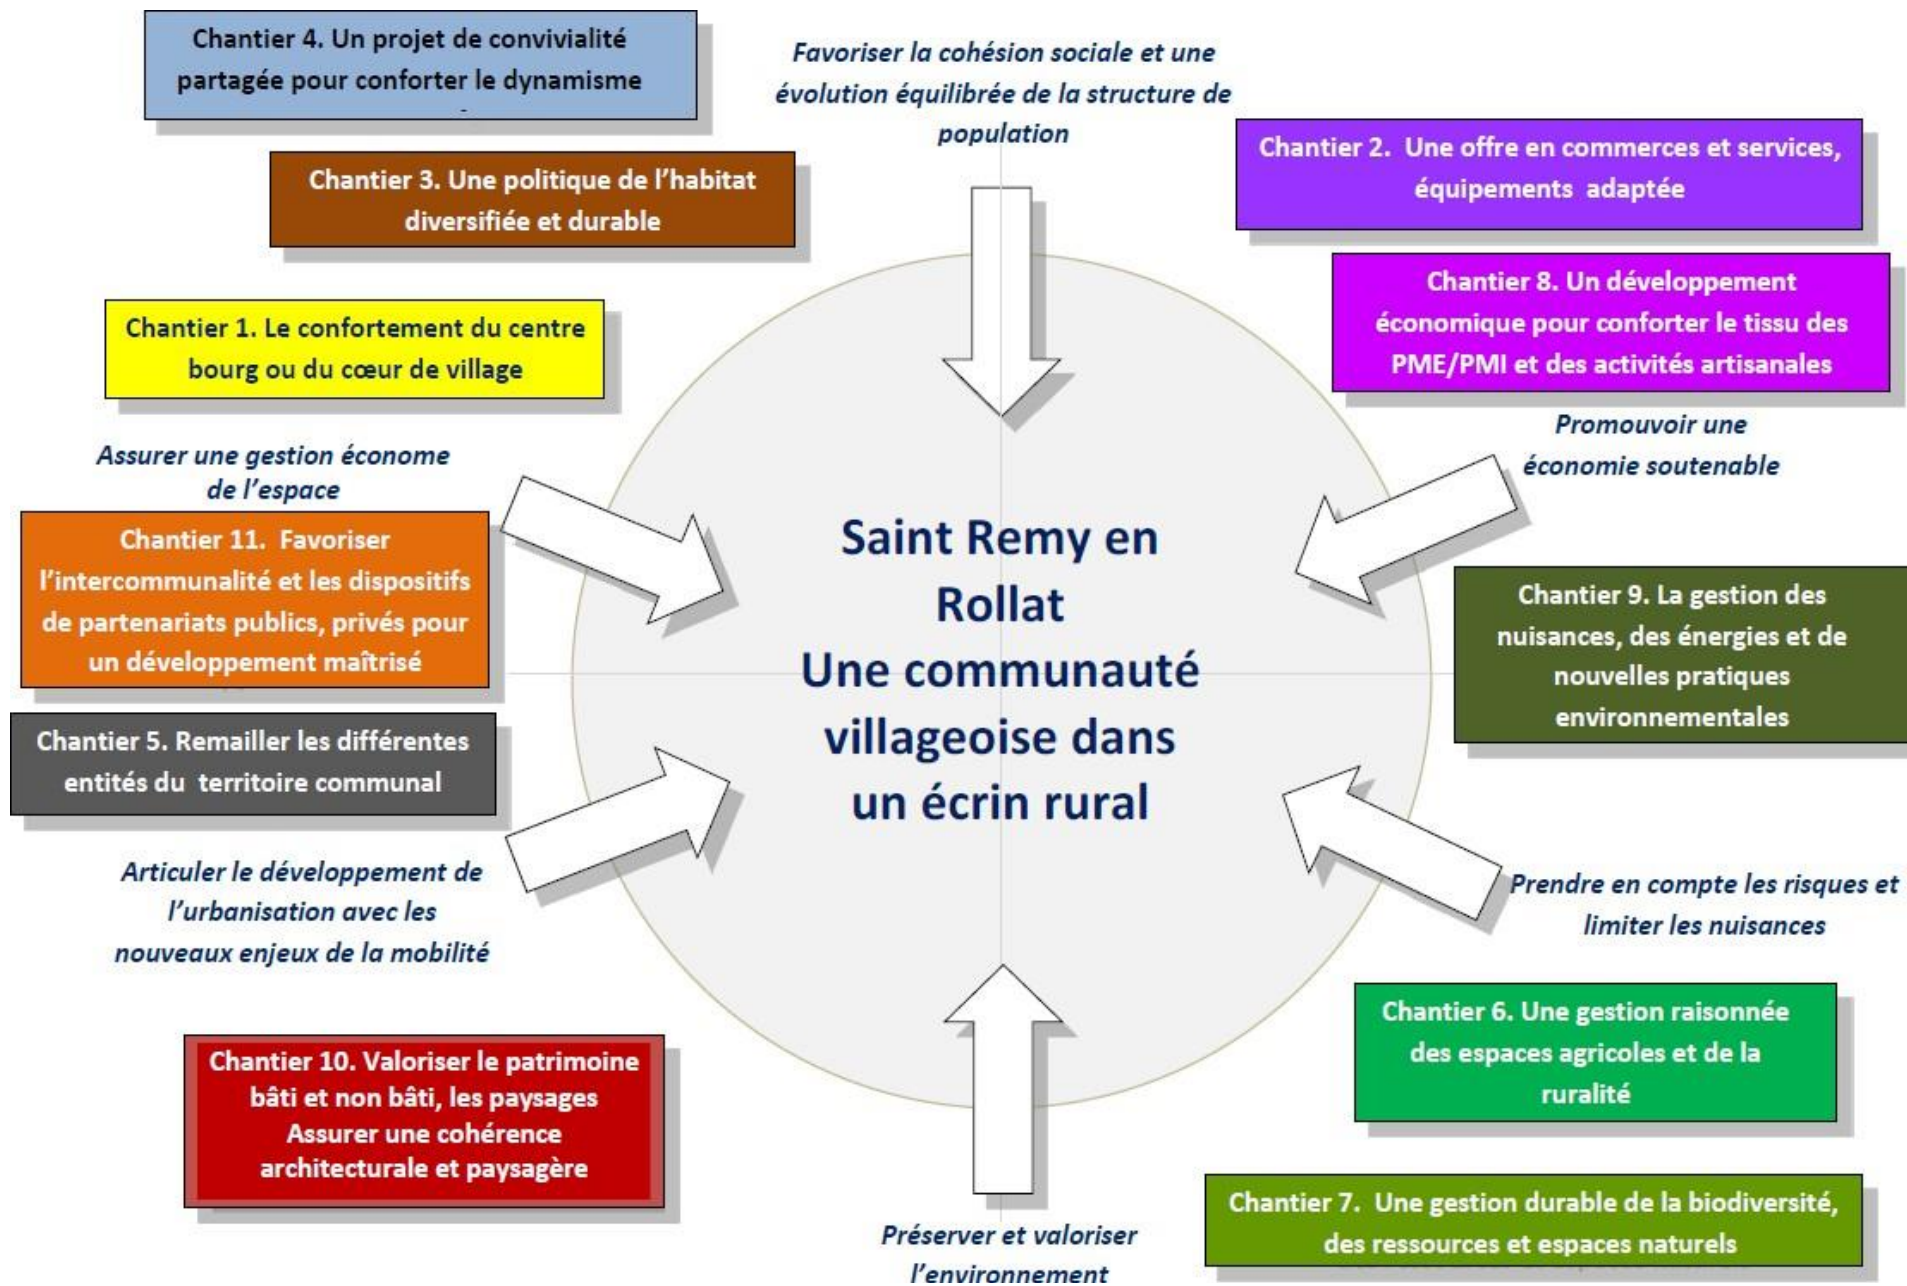 Chantier 4. Un projet de convivialité
partagée pour conforter le dynamisme
Favoriser la cohésion sociale et une
évolution équilibrée de la structure de
population
Chantier 2. Une offre en commerces et services,
équipements adaptée
Chantier 3. Une politique de l'habitat
diversifiée et durable
Chantier 8. Un développement
économique pour conforter le tissu des
PME/PMI et des activités artisanales
Chantier 1. Le confortement du centre
bourg ou du cœur de village
Promouvoir une
économie soutenable
Assurer une gestion économe
de l'espace
Chantier 11. Favoriser
l'intercommunalité et les dispositifs
de partenariats publics, privés pour
un développement maîtrisé
Saint Remy en
Rollat
Une communauté
villageoise dans
un écrin rural
Chantier 9. La gestion des
nuisances, des énergies et de
nouvelles pratiques
environnementales
Chantier 5. Remailler les différentes
entités du territoire communal
Articuler le développement de
l'urbanisation avec les
nouveaux enjeux de la mobilité
Prendre en compte les risques et
limiter les nuisances
Chantier 6. Une gestion raisonnée
des espaces agricoles et de la
ruralité
Chantier 10. Valoriser le patrimoine
bâti et non bâti, les paysages
Assurer une cohérence
architecturale et paysagère
Chantier 7. Une gestion durable de la biodiversité,
des ressources et espaces naturels
Préserver et valoriser
l'environnement